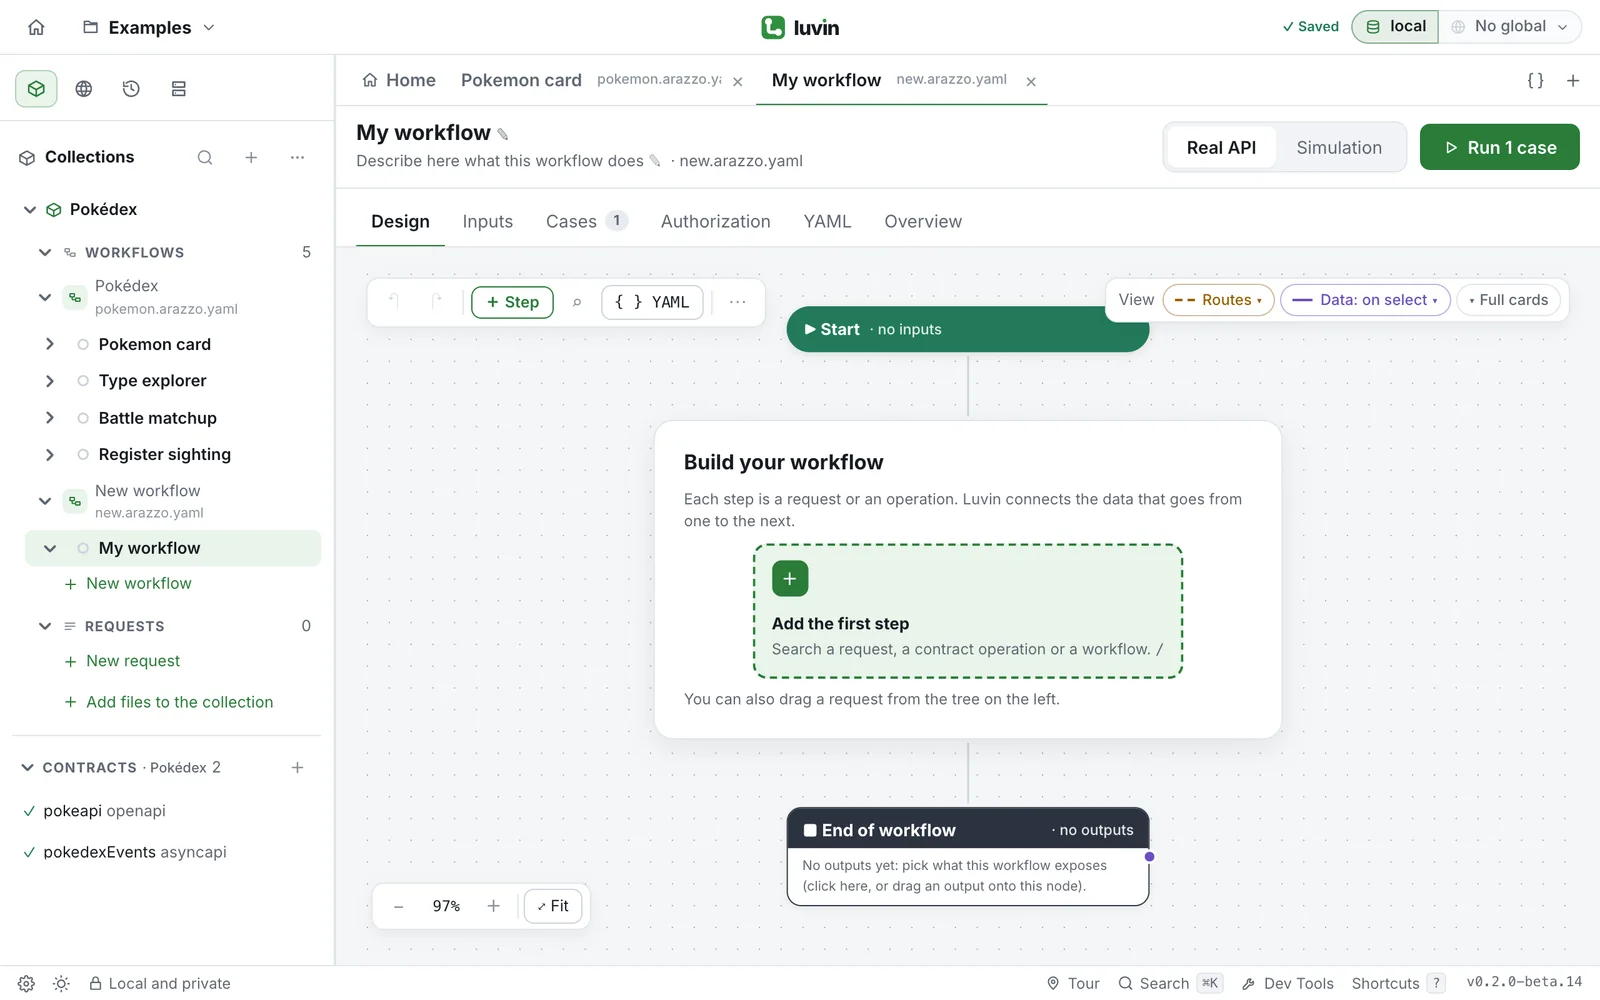 Examples
luvin
Saved
local
No global
Home
Pokemon card pokemon.arazzo.ya
My workflow new.arazzo.yaml
Collections
My workflow
Describe here what this workflow does · new.arazzo.yaml
Real API
Simulation
Run 1 case
Pokédex
WORKFLOWS 5
Pokédex
pokemon.arazzo.yaml
Pokemon card
Type explorer
Battle matchup
Register sighting
New workflow
new.arazzo.yaml
My workflow
+ New workflow
REQUESTS 0
+ New request
+ Add files to the collection
CONTRACTS · Pokédex 2
pokeapi openapi
pokedexEvents asyncapi
Design
Inputs
Cases 1
Authorization
YAML
Overview
+ Step
{ } YAML
View
Routes
Data: on select
Full cards
Start · no inputs
Build your workflow
Each step is a request or an operation. Luvin connects the data that goes from
one to the next.
Add the first step
Search a request, a contract operation or a workflow. /
You can also drag a request from the tree on the left.
End of workflow · no outputs
No outputs yet: pick what this workflow exposes
(click here, or drag an output onto this node).
− 97% +
Fit
Local and private
Tour
Search ⌘K
Dev Tools
Shortcuts ?
v0.2.0-beta.14